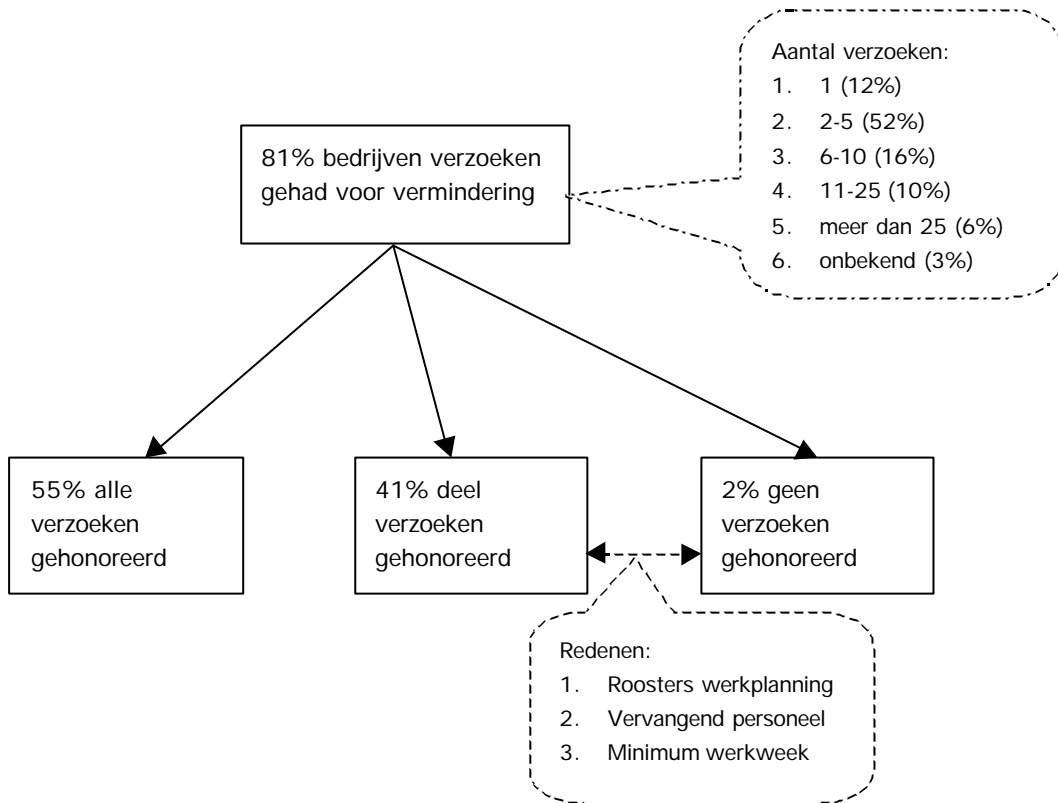 Aantal verzoeken:
1. 1 (12%)
2. 2-5 (52%)
3. 6-10 (16%)
4. 11-25 (10%)
5. meer dan 25 (6%)
6. onbekend (3%)
81% bedrijven verzoeken
gehad voor vermindering
55% alle
verzoeken
gehonoreerd
41% deel
verzoeken
gehonoreerd
2% geen
verzoeken
gehonoreerd
Redenen:
1. Roosters werkplanning
2. Vervangend personeel
3. Minimum werkweek